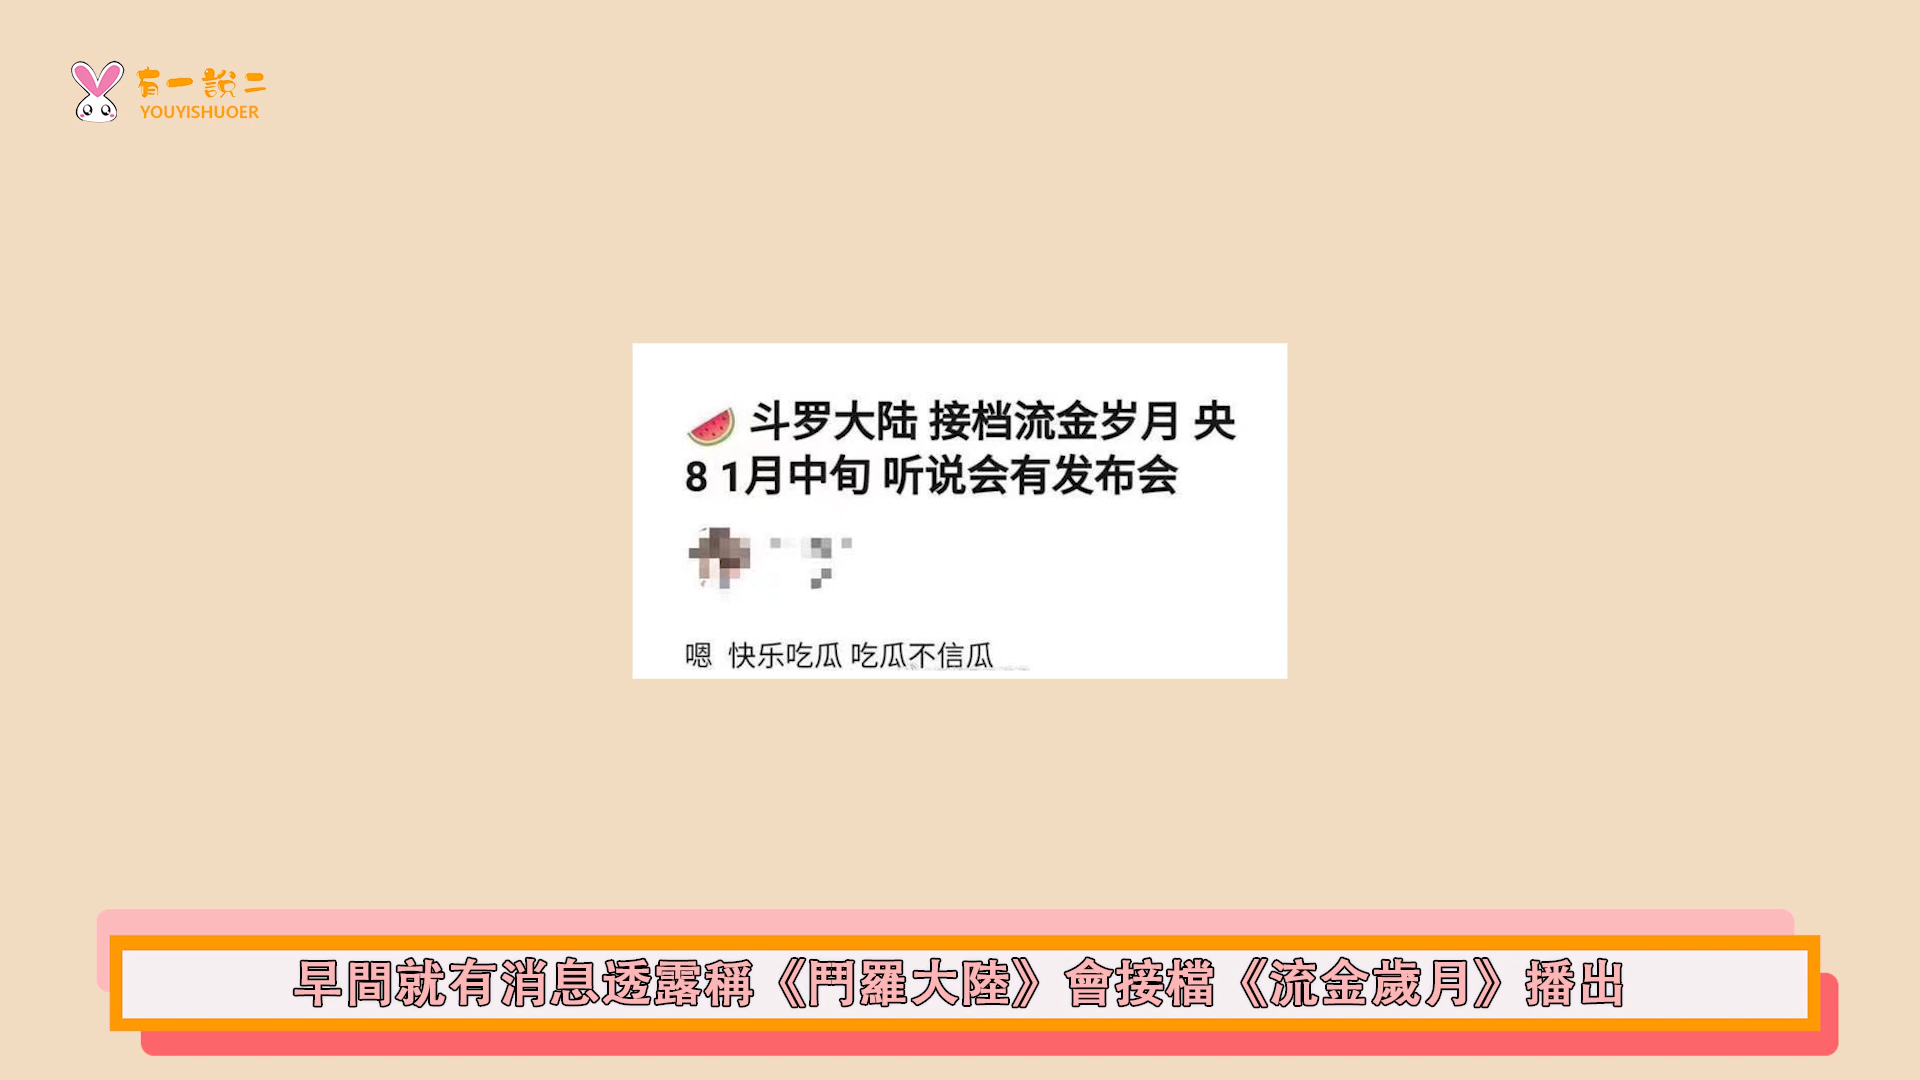 有一說二
YOUYISHUOER
斗罗大陆 接档流金岁月 央
8 1月中旬 听说会有发布会
嗯 快乐吃瓜 吃瓜不信瓜
早間就有消息透露稱《鬥羅大陸》會接檔《流金歲月》播出